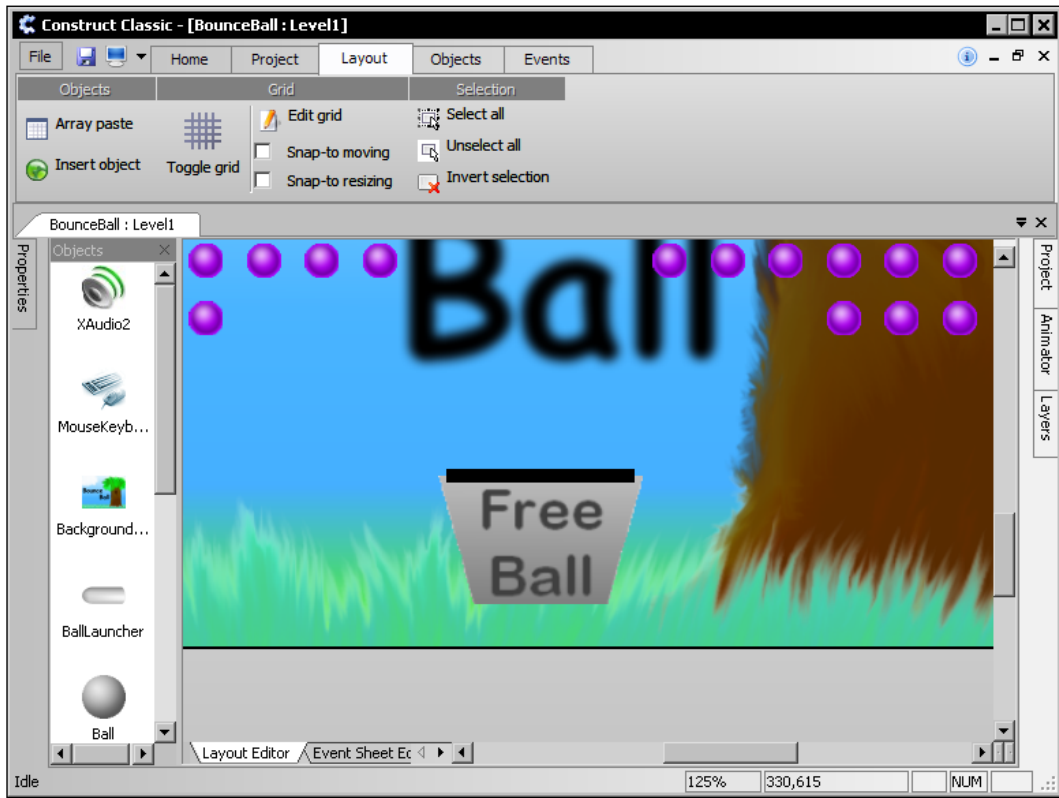 Construct Classic - [BounceBall : Level1]
File Home Project Layout Objects Events
Objects Grid Selection
Array paste
Insert object
Toggle grid
Edit grid
Snap-to moving
Snap-to resizing
Select all
Unselect all
Invert selection
BounceBall : Level1
Properties
Objects
XAudio2
MouseKeyb...
Background...
BallLauncher
Ball
Ball
Free
Ball
Project
Animator
Layers
Layout Editor Event Sheet Ec
Idle 125% 330,615 NUM